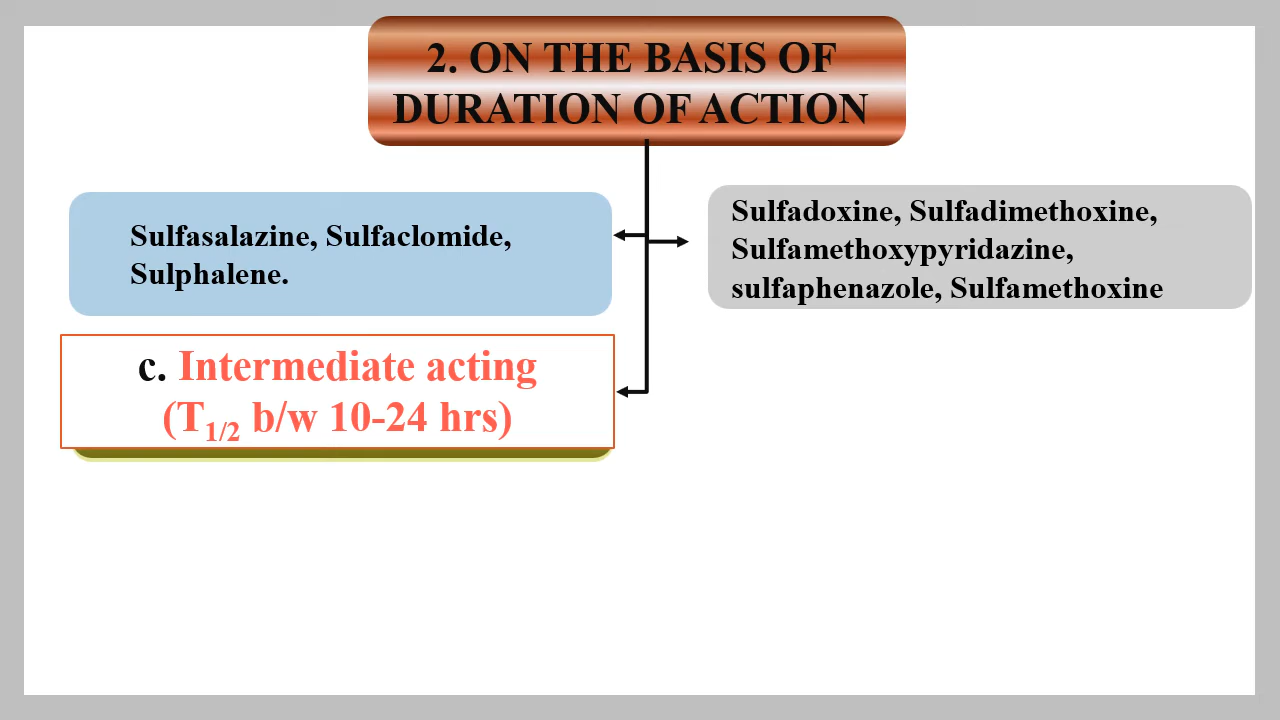 2. ON THE BASIS OF
DURATION OF ACTION
Sulfasalazine, Sulfaclomide,
Sulphalene.
Sulfadoxine, Sulfadimethoxine,
Sulfamethoxypyridazine,
sulfaphenazole, Sulfamethoxine
c. Intermediate acting
(T1/2 b/w 10-24 hrs)